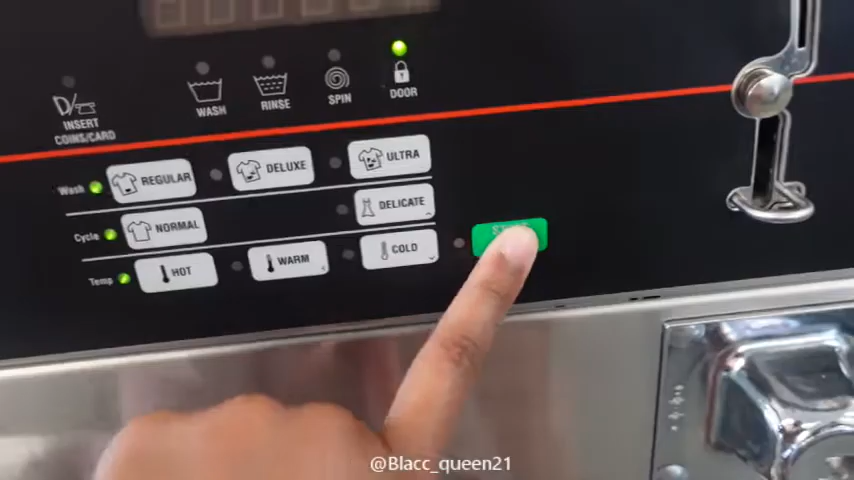 INSERT
COINS/CARD
WASH
RINSE
SPIN
DOOR
Wash
REGULAR
DELUXE
ULTRA
Cycle
NORMAL
DELICATE
Temp
HOT
WARM
COLD
@Blacc_queen21